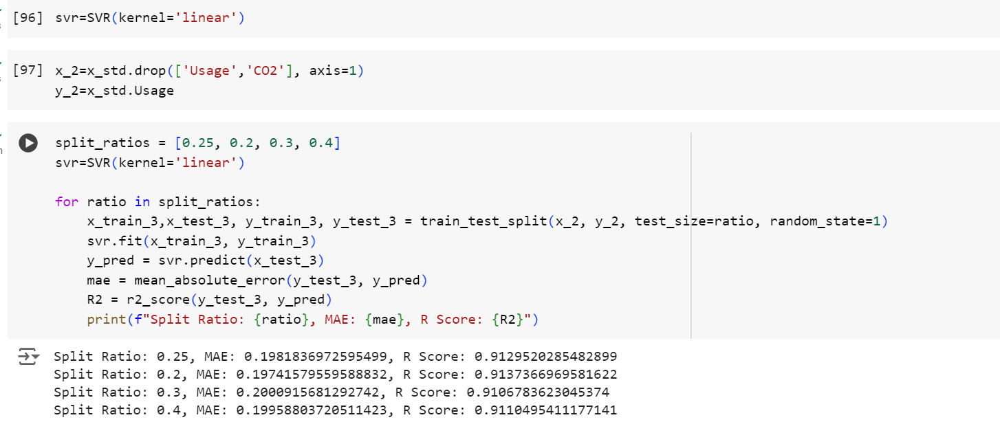 [96] svr=SVR(kernel='linear')
[97] x_2=x_std.drop(['Usage','CO2'], axis=1)
y_2=x_std.Usage
split_ratios = [0.25, 0.2, 0.3, 0.4]
svr=SVR(kernel='linear')
for ratio in split_ratios:
x_train_3,x_test_3, y_train_3, y_test_3 = train_test_split(x_2, y_2, test_size=ratio, random_state=1)
svr.fit(x_train_3, y_train_3)
y_pred = svr.predict(x_test_3)
mae = mean_absolute_error(y_test_3, y_pred)
R2 = r2_score(y_test_3, y_pred)
print(f"Split Ratio: {ratio}, MAE: {mae}, R Score: {R2}")
Split Ratio: 0.25, MAE: 0.1981836972595499, R Score: 0.9129520285482899
Split Ratio: 0.2, MAE: 0.19741579559588832, R Score: 0.9137366969581622
Split Ratio: 0.3, MAE: 0.2000915681292742, R Score: 0.9106783623045374
Split Ratio: 0.4, MAE: 0.19958803720511423, R Score: 0.9110495411177141